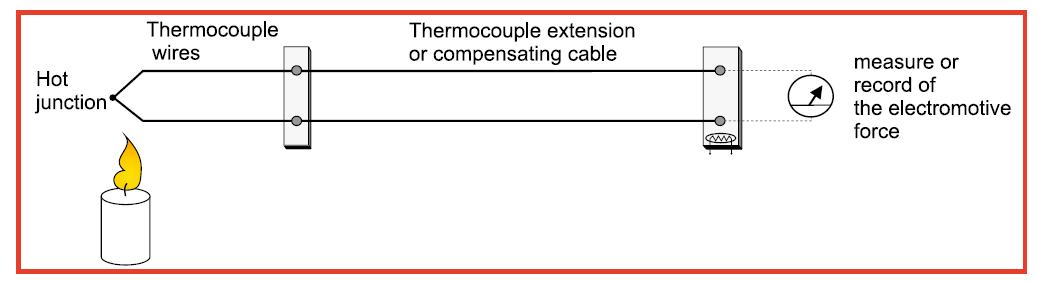 Thermocouple
wires
Thermocouple extension
or compensating cable
Hot
junction
measure or
record of
the electromotive
force